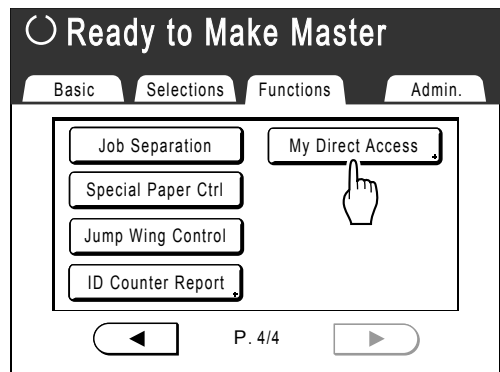 Ready to Make Master
Basic Selections Functions Admin.
Job Separation My Direct Access
Special Paper Ctrl
Jump Wing Control
ID Counter Report
P. 4/4